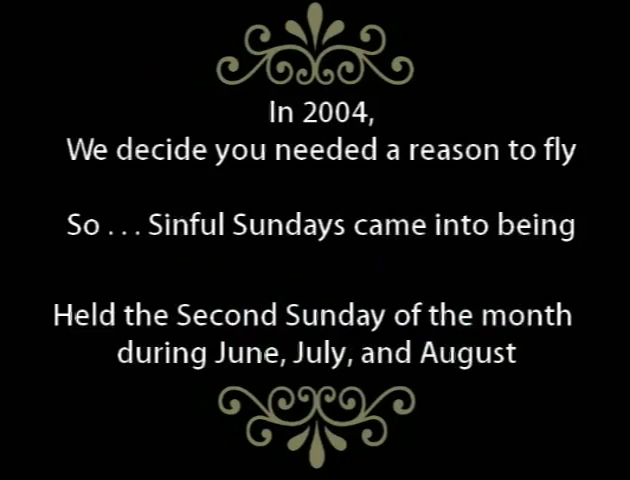 In 2004,
We decide you needed a reason to fly
So . . . Sinful Sundays came into being
Held the Second Sunday of the month
during June, July, and August